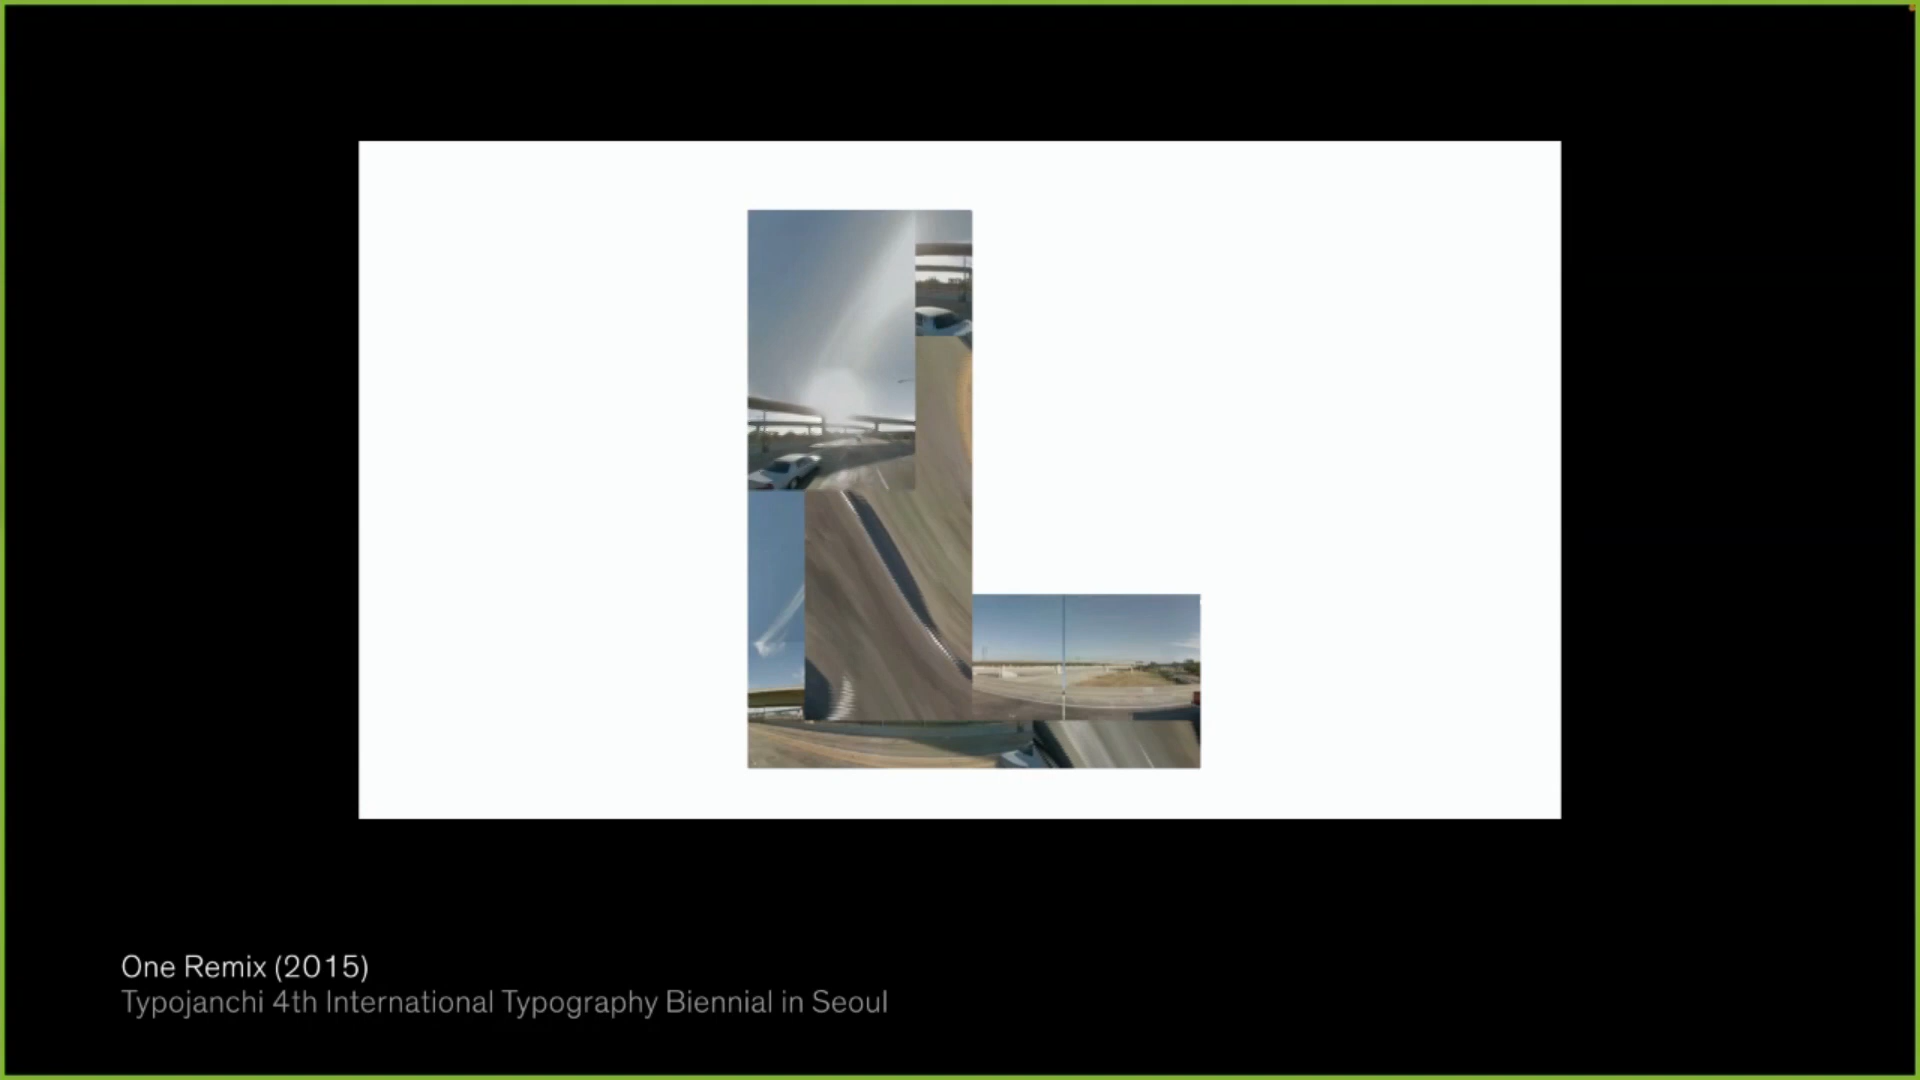 L
One Remix (2015)
Typojanchi 4th International Typography Biennial in Seoul